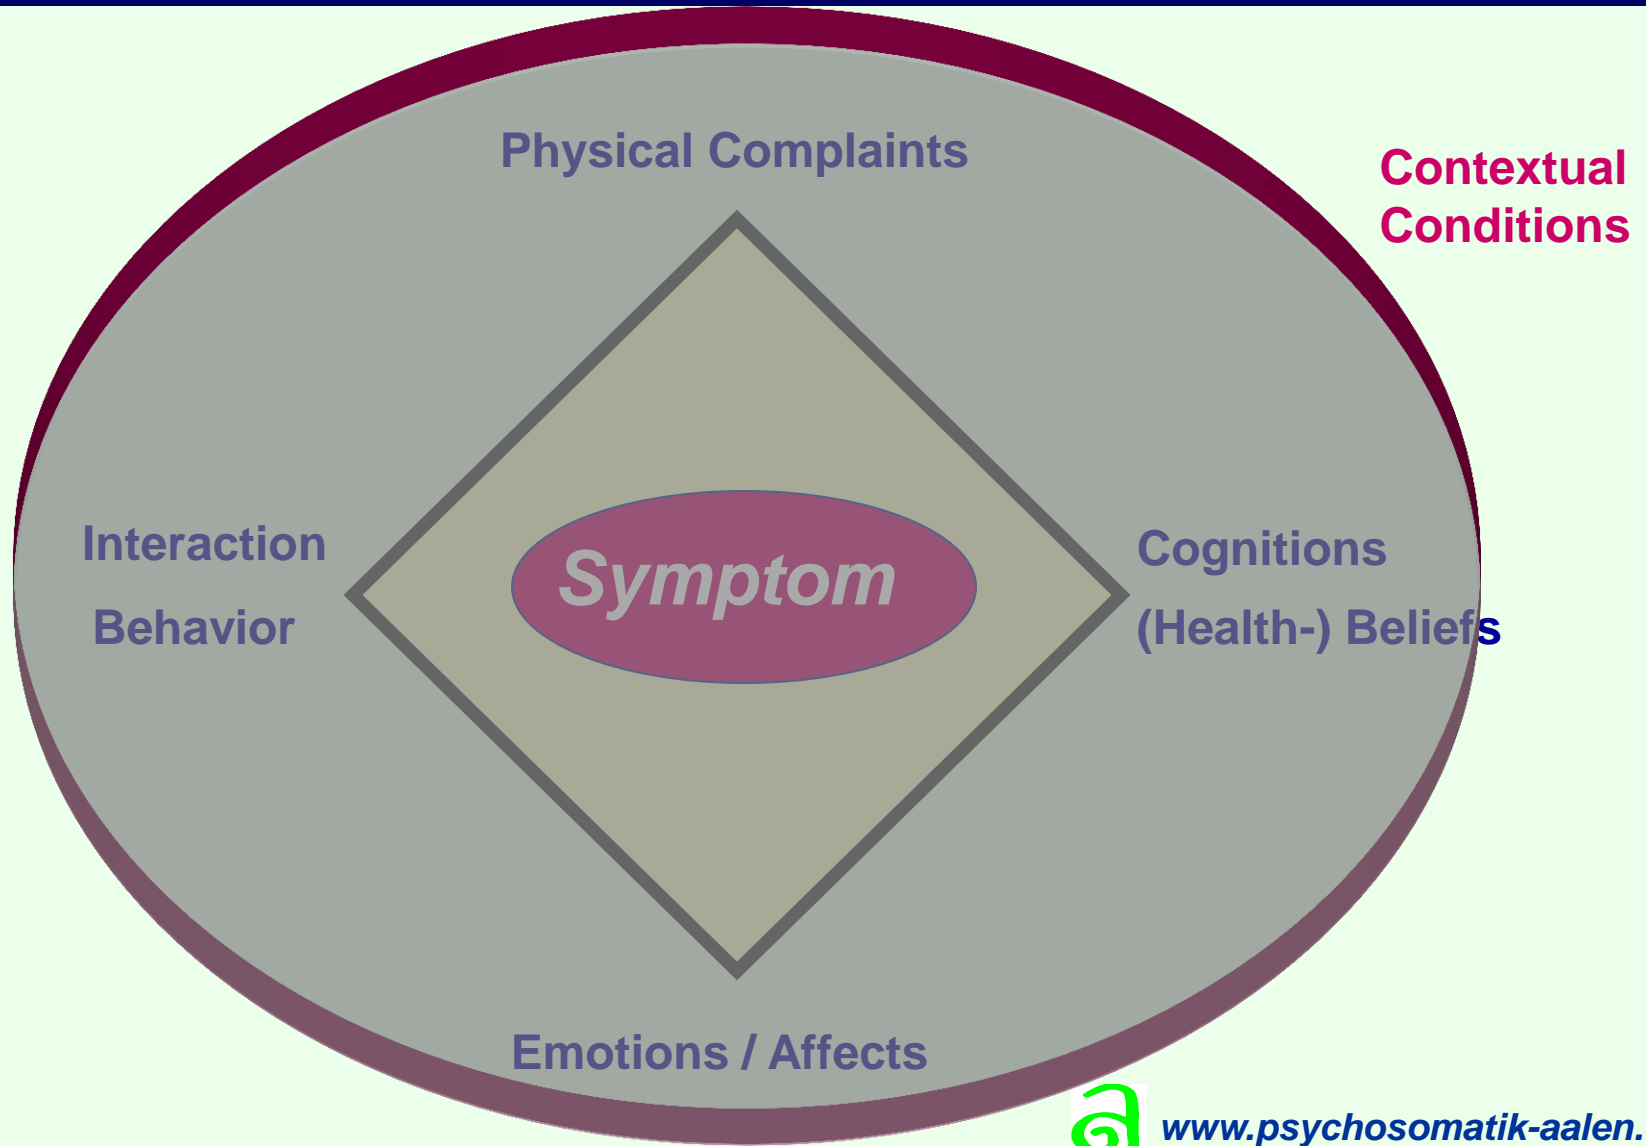 Physical Complaints
Contextual
Conditions
Interaction
Behavior
Symptom
Cognitions
(Health-) Beliefs
Emotions / Affects
www.psychosomatik-aalen.